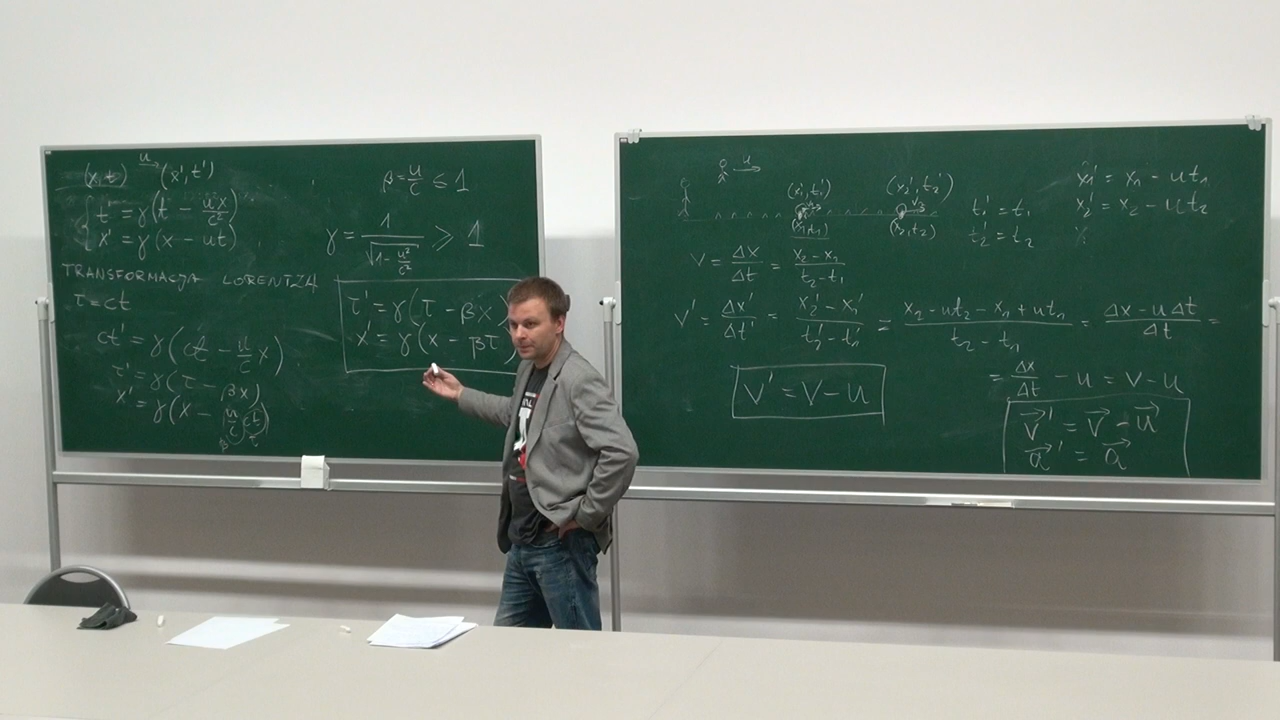 (x,t) u→ (x',t')
t' = γ(t − u x/c²)
x' = γ(x − ut)
TRANSFORMACJA LORENTZA
τ = ct
ct' = γ(ct − u/c x)
τ' = γ(τ − βx)
x' = γ(x − u/c ct)
β τ
β = u/c ≤ 1
γ = 1/√(1 − u²/c²) ≥ 1
τ' = γ(τ − βx)
x' = γ(x − βτ)
u→
(x₁',t₁') (x₂',t₂')
(x₁,t₁) (x₂,t₂)
t₁' = t₁
t₂' = t₂
x₁' = x₁ − ut₁
x₂' = x₂ − ut₂
v = Δx/Δt = (x₂ − x₁)/(t₂ − t₁)
v' = Δx'/Δt' = (x₂' − x₁')/(t₂' − t₁') = (x₂ − ut₂ − x₁ + ut₁)/(t₂ − t₁) = (Δx − uΔt)/Δt =
= Δx/Δt − u = v − u
v' = v − u
v⃗' = v⃗ − u⃗
a⃗' = a⃗